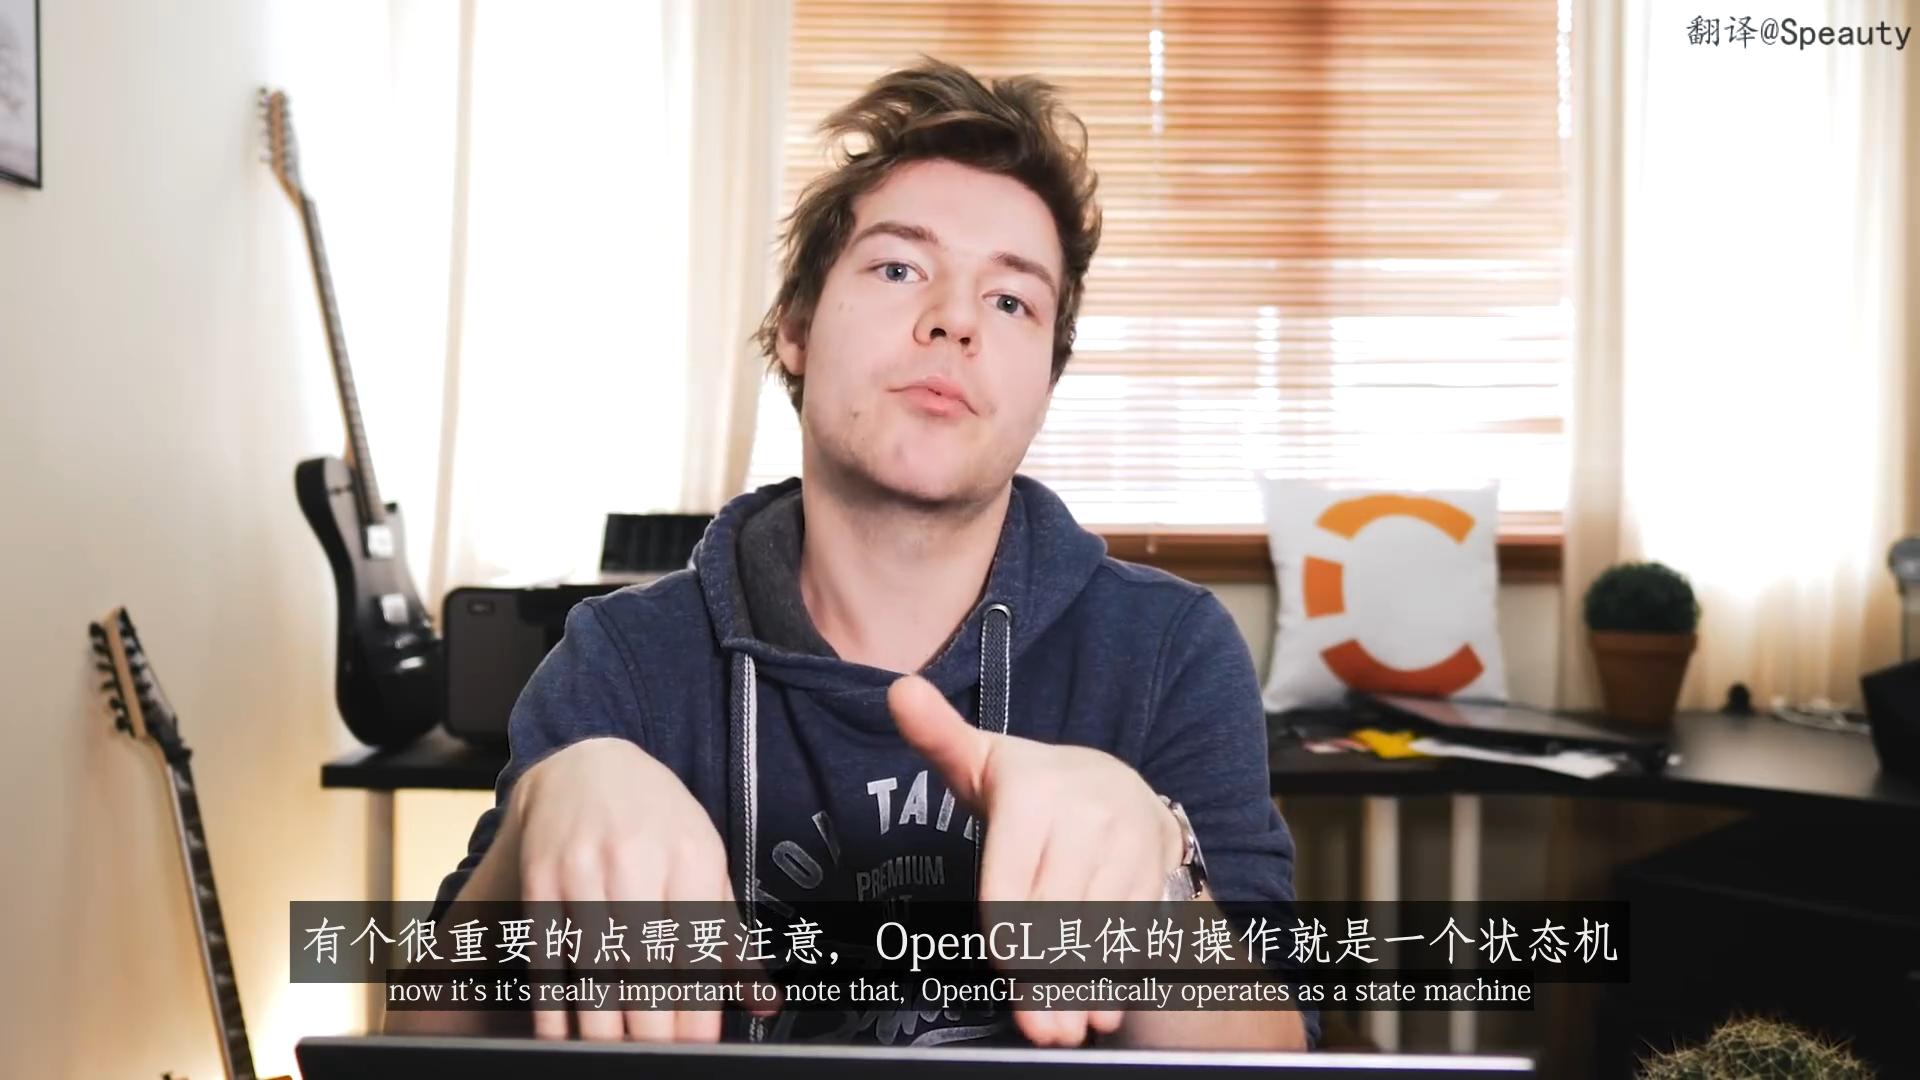 翻译@Speauty
TAI
PREMIUM
有个很重要的点需要注意，OpenGL具体的操作就是一个状态机
now it's it's really important to note that, OpenGL specifically operates as a state machine